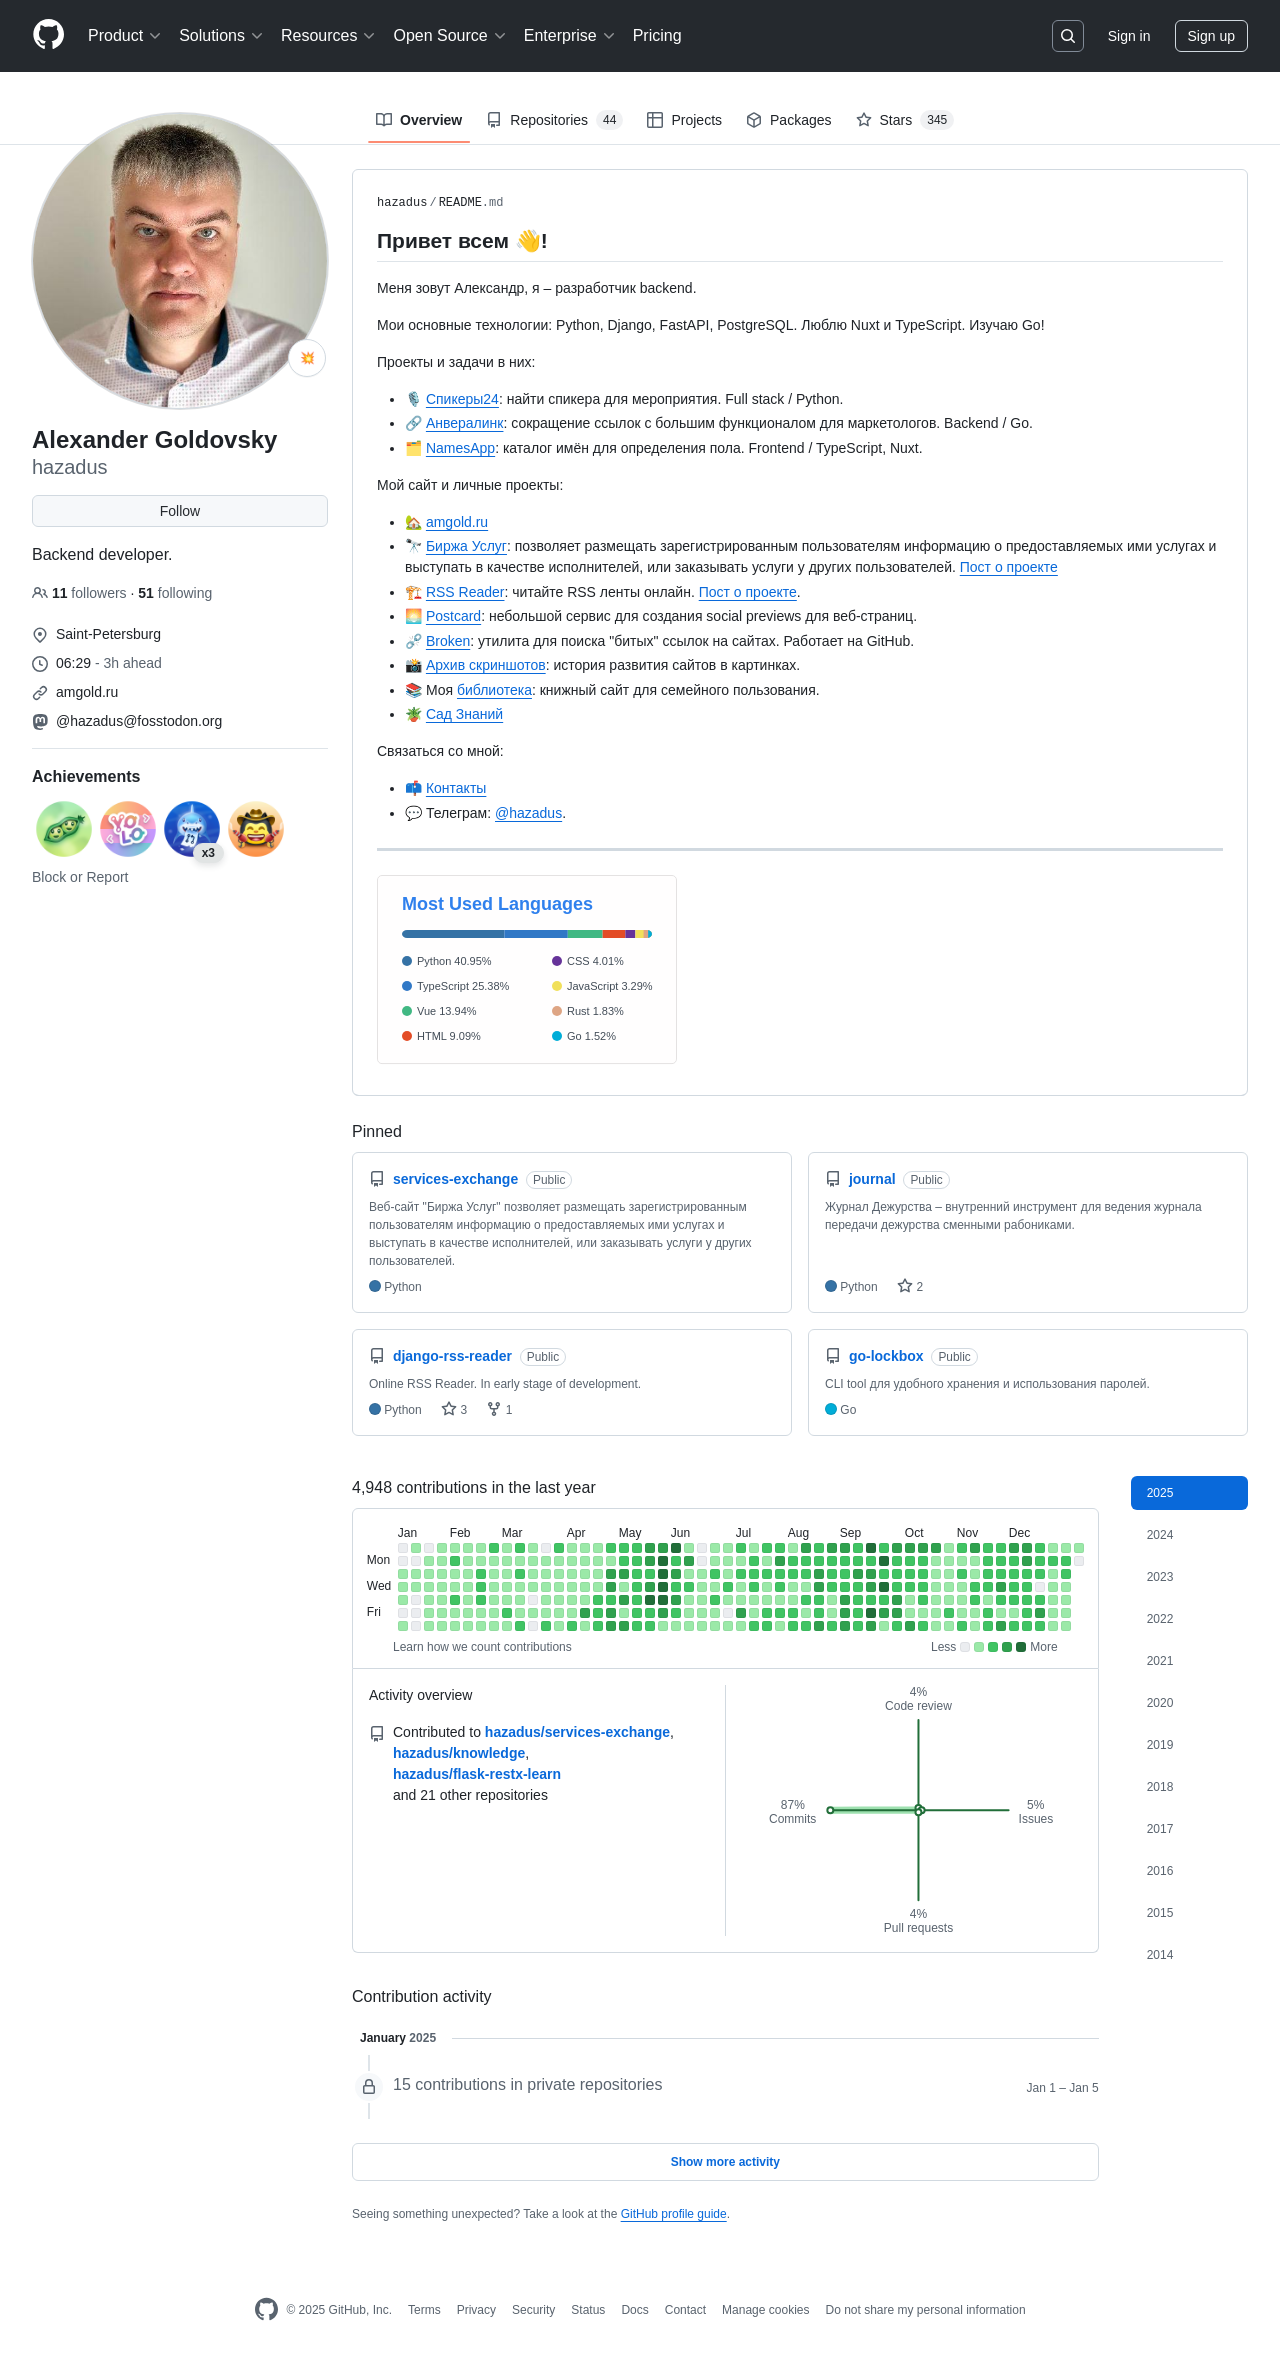 Product Solutions Resources Open Source Enterprise Pricing Sign in Sign up
Overview Repositories 44 Projects Packages Stars 345
Alexander Goldovsky
hazadus
Follow
Backend developer.
11 followers · 51 following
Saint-Petersburg
06:29 - 3h ahead
amgold.ru
@hazadus@fosstodon.org
Achievements
YOLO
x3
Block or Report
hazadus/README.md
Привет всем 👋!
Меня зовут Александр, я – разработчик backend.
Мои основные технологии: Python, Django, FastAPI, PostgreSQL. Люблю Nuxt и TypeScript. Изучаю Go!
Проекты и задачи в них:
• 🎙️ Спикеры24: найти спикера для мероприятия. Full stack / Python.
• 🔗 Анвералинк: сокращение ссылок с большим функционалом для маркетологов. Backend / Go.
• 🗂️ NamesApp: каталог имён для определения пола. Frontend / TypeScript, Nuxt.
Мой сайт и личные проекты:
• 🏡 amgold.ru
• 🔭 Биржа Услуг: позволяет размещать зарегистрированным пользователям информацию о предоставляемых ими услугах и
выступать в качестве исполнителей, или заказывать услуги у других пользователей. Пост о проекте
• 🏗️ RSS Reader: читайте RSS ленты онлайн. Пост о проекте.
• 🌅 Postcard: небольшой сервис для создания social previews для веб-страниц.
• 🔗 Broken: утилита для поиска "битых" ссылок на сайтах. Работает на GitHub.
• 📸 Архив скриншотов: история развития сайтов в картинках.
• 📚 Моя библиотека: книжный сайт для семейного пользования.
• 🪴 Сад Знаний
Связаться со мной:
• 📫 Контакты
• 💬 Телеграм: @hazadus.
Most Used Languages
Python 40.95% CSS 4.01%
TypeScript 25.38% JavaScript 3.29%
Vue 13.94% Rust 1.83%
HTML 9.09% Go 1.52%
Pinned
services-exchange Public
Веб-сайт "Биржа Услуг" позволяет размещать зарегистрированным
пользователям информацию о предоставляемых ими услугах и
выступать в качестве исполнителей, или заказывать услуги у других
пользователей.
Python
journal Public
Журнал Дежурства – внутренний инструмент для ведения журнала
передачи дежурства сменными рабониками.
Python 2
django-rss-reader Public
Online RSS Reader. In early stage of development.
Python 3 1
go-lockbox Public
CLI tool для удобного хранения и использования паролей.
Go
4,948 contributions in the last year
Jan Feb Mar Apr May Jun Jul Aug Sep Oct Nov Dec
Mon
Wed
Fri
Learn how we count contributions Less More
Activity overview
Contributed to hazadus/services-exchange,
hazadus/knowledge,
hazadus/flask-restx-learn
and 21 other repositories
4%
Code review
87%
Commits
5%
Issues
4%
Pull requests
2025
2024
2023
2022
2021
2020
2019
2018
2017
2016
2015
2014
Contribution activity
January 2025
15 contributions in private repositories Jan 1 – Jan 5
Show more activity
Seeing something unexpected? Take a look at the GitHub profile guide.
© 2025 GitHub, Inc. Terms Privacy Security Status Docs Contact Manage cookies Do not share my personal information